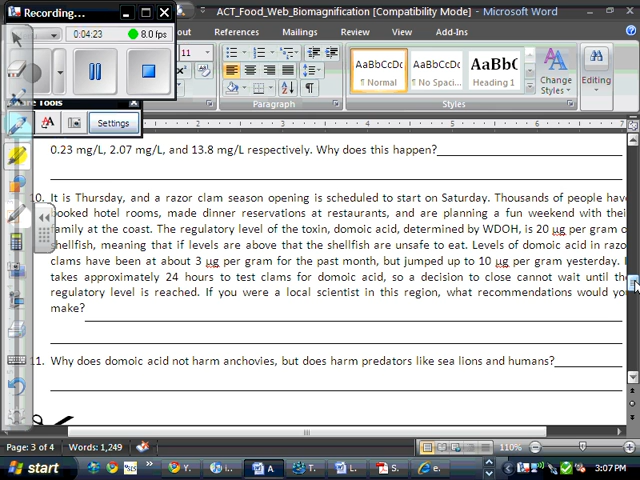 Recording...
ACT_Food_Web_Biomagnification [Compatibility Mode] - Microsoft Word
0:04:23
8.0 fps
References
Mailings
Review
View
Add-Ins
11
AaBbCcDc
AaBbCcDc
AaBbC
¶ Normal
¶ No Spaci...
Heading 1
Change Styles
Editing
Paragraph
Styles
are Tools
Settings
0.23 mg/L, 2.07 mg/L, and 13.8 mg/L respectively. Why does this happen?
10. It is Thursday, and a razor clam season opening is scheduled to start on Saturday. Thousands of people have
booked hotel rooms, made dinner reservations at restaurants, and are planning a fun weekend with their
family at the coast. The regulatory level of the toxin, domoic acid, determined by WDOH, is 20 µg per gram o
shellfish, meaning that if levels are above that the shellfish are unsafe to eat. Levels of domoic acid in razo
clams have been at about 3 µg per gram for the past month, but jumped up to 10 µg per gram yesterday. I
takes approximately 24 hours to test clams for domoic acid, so a decision to close cannot wait until the
regulatory level is reached. If you were a local scientist in this region, what recommendations would you
make?
11. Why does domoic acid not harm anchovies, but does harm predators like sea lions and humans?
Page: 3 of 4
Words: 1,249
110%
start
Y..
i...
A...
T...
L...
S...
e...
3:07 PM